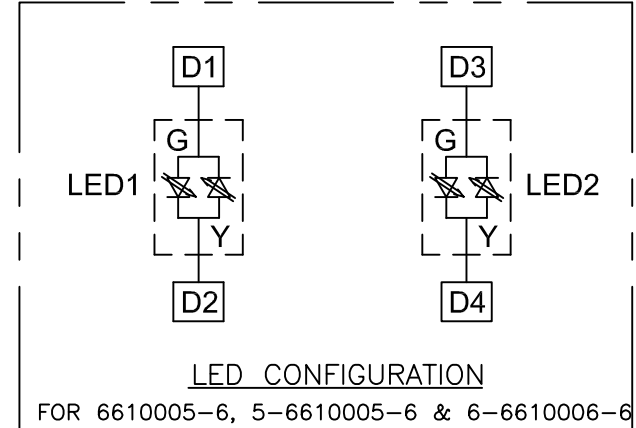 D1 D3
G G
LED1 LED2
Y Y
D2 D4
LED CONFIGURATION
FOR 6610005-6, 5-6610005-6 & 6-6610006-6